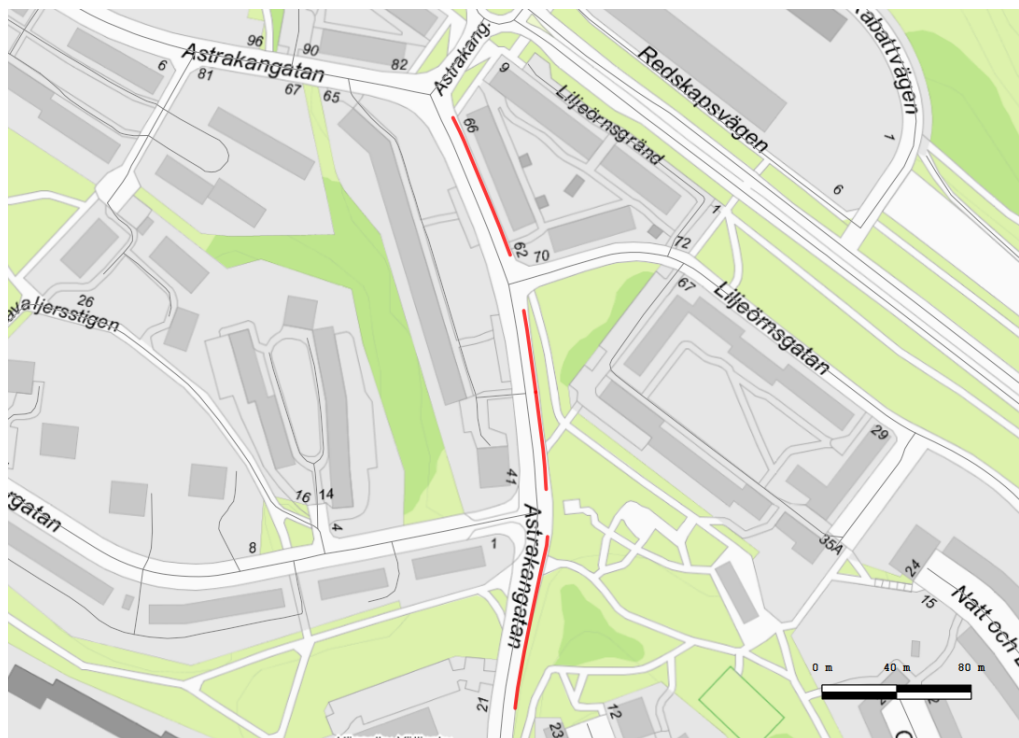 96
90
Astrakangatan
82
6
81
67
65
Astrakang.
9
Redskapsvägen
Rabattvägen
1
66
Liljeörnsgränd
6
1
62
70
72
67
26
Liljeörnsgatan
29
41
16
14
4
8
1
Astrakangatan
35A
24
15
Natt och
21
23
12
0 m 40 m 80 m